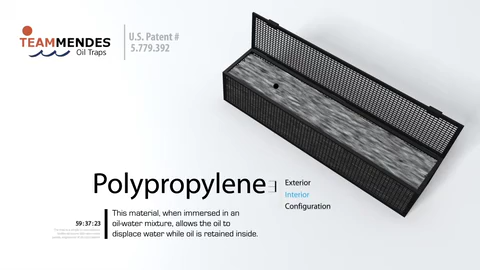 TEAMMENDES
Oil Traps
U.S. Patent #
5.779.392
Polypropylene
Exterior
Interior
Configuration
59:37:23
This material, when immersed in an
oil-water mixture, allows the oil to
displace water while oil is retained inside.